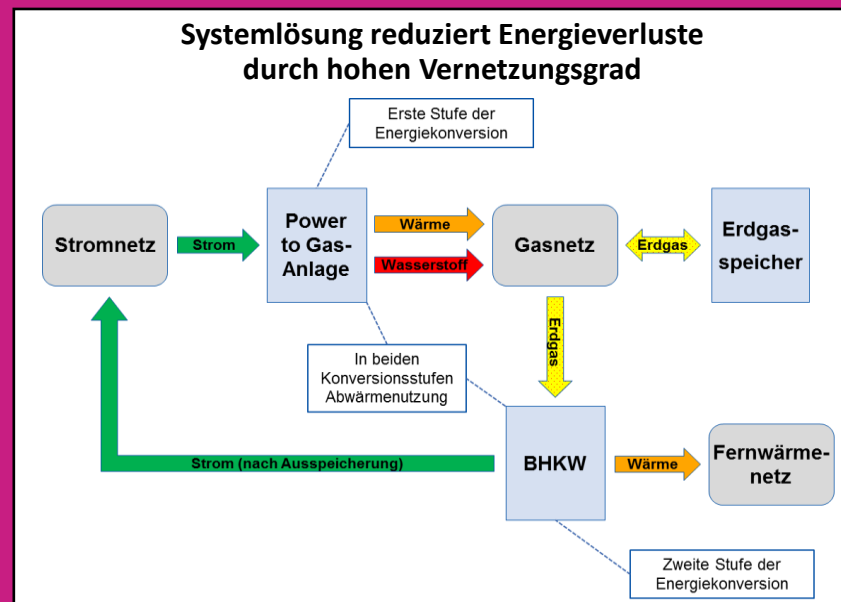 Systemlösung reduziert Energieverluste
durch hohen Vernetzungsgrad
Erste Stufe der
Energiekonversion
Stromnetz
Strom
Power
to Gas-
Anlage
Wärme
Wasserstoff
Gasnetz
Erdgas
Erdgas-
speicher
Erdgas
In beiden
Konversionsstufen
Abwärmenutzung
Strom (nach Ausspeicherung)
BHKW
Wärme
Fernwärme-
netz
Zweite Stufe der
Energiekonversion